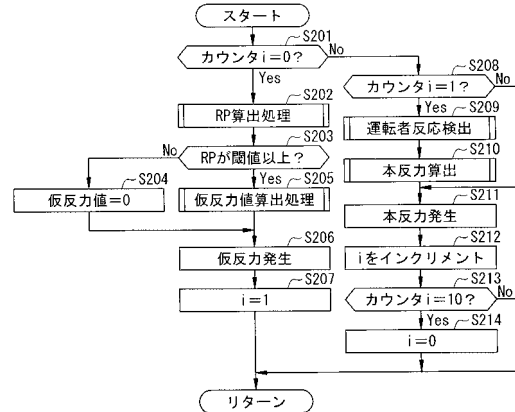 スタート
S201
カウンタi=0?
No
Yes
S202
RP算出処理
S203
RPが閾値以上?
No
Yes
S204
仮反力値=0
S205
仮反力値算出処理
S206
仮反力発生
S207
i=1
S208
カウンタi=1?
No
Yes
S209
運転者反応検出
S210
本反力算出
S211
本反力発生
S212
iをインクリメント
S213
カウンタi=10?
No
Yes
S214
i=0
リターン